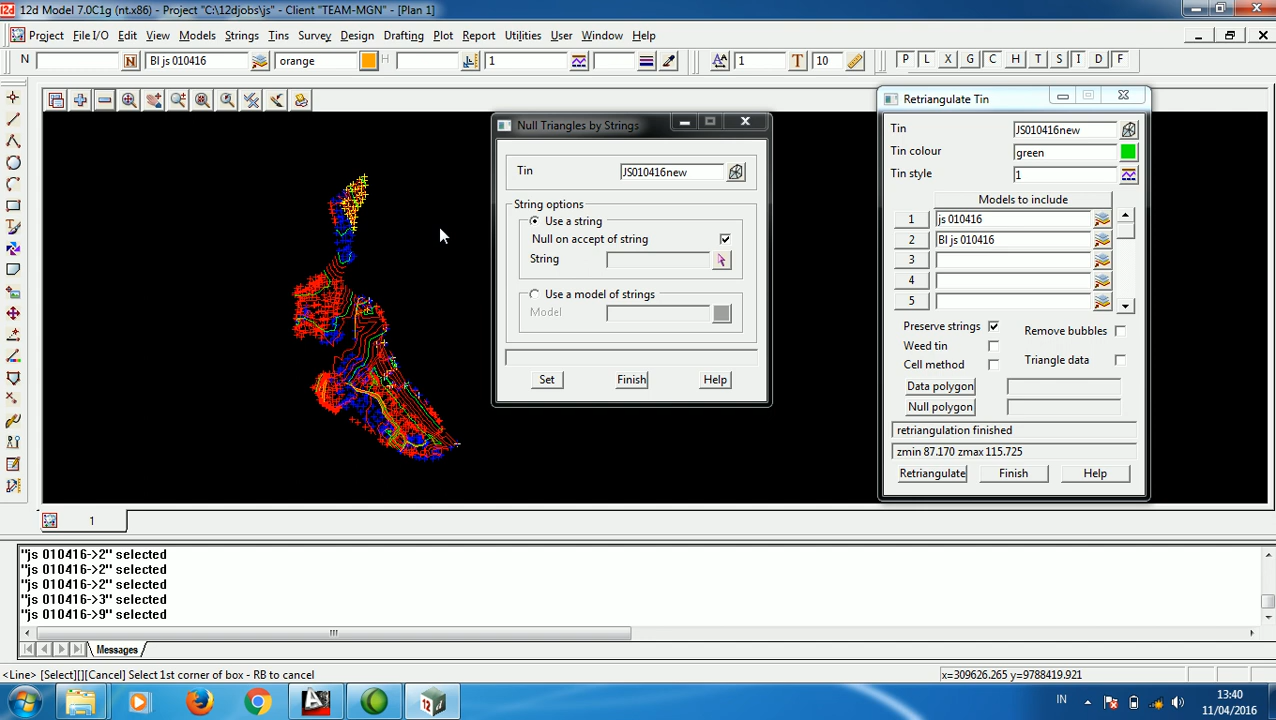 12d Model 7.0C1g (nt.x86) - Project "C:\12djobs\js" - Client "TEAM-MGN" - [Plan 1]
Project File I/O Edit View Models Strings Tins Survey Design Drafting Plot Report Utilities User Window Help
N N Bl js 010416 orange H 1 1 T 10 P L X G C H T S I D F
Null Triangles by Strings
Tin JS010416new
String options
Use a string
Null on accept of string
String
Use a model of strings
Model
Set Finish Help
Retriangulate Tin
Tin JS010416new
Tin colour green
Tin style 1
Models to include
1 js 010416
2 Bl js 010416
3
4
5
Preserve strings Remove bubbles
Weed tin
Cell method Triangle data
Data polygon
Null polygon
retriangulation finished
zmin 87.170 zmax 115.725
Retriangulate Finish Help
1
"js 010416->2" selected
"js 010416->2" selected
"js 010416->2" selected
"js 010416->3" selected
"js 010416->9" selected
Messages
<Line> [Select][][Cancel] Select 1st corner of box - RB to cancel x=309626.265 y=9788419.921
IN 13:40
11/04/2016